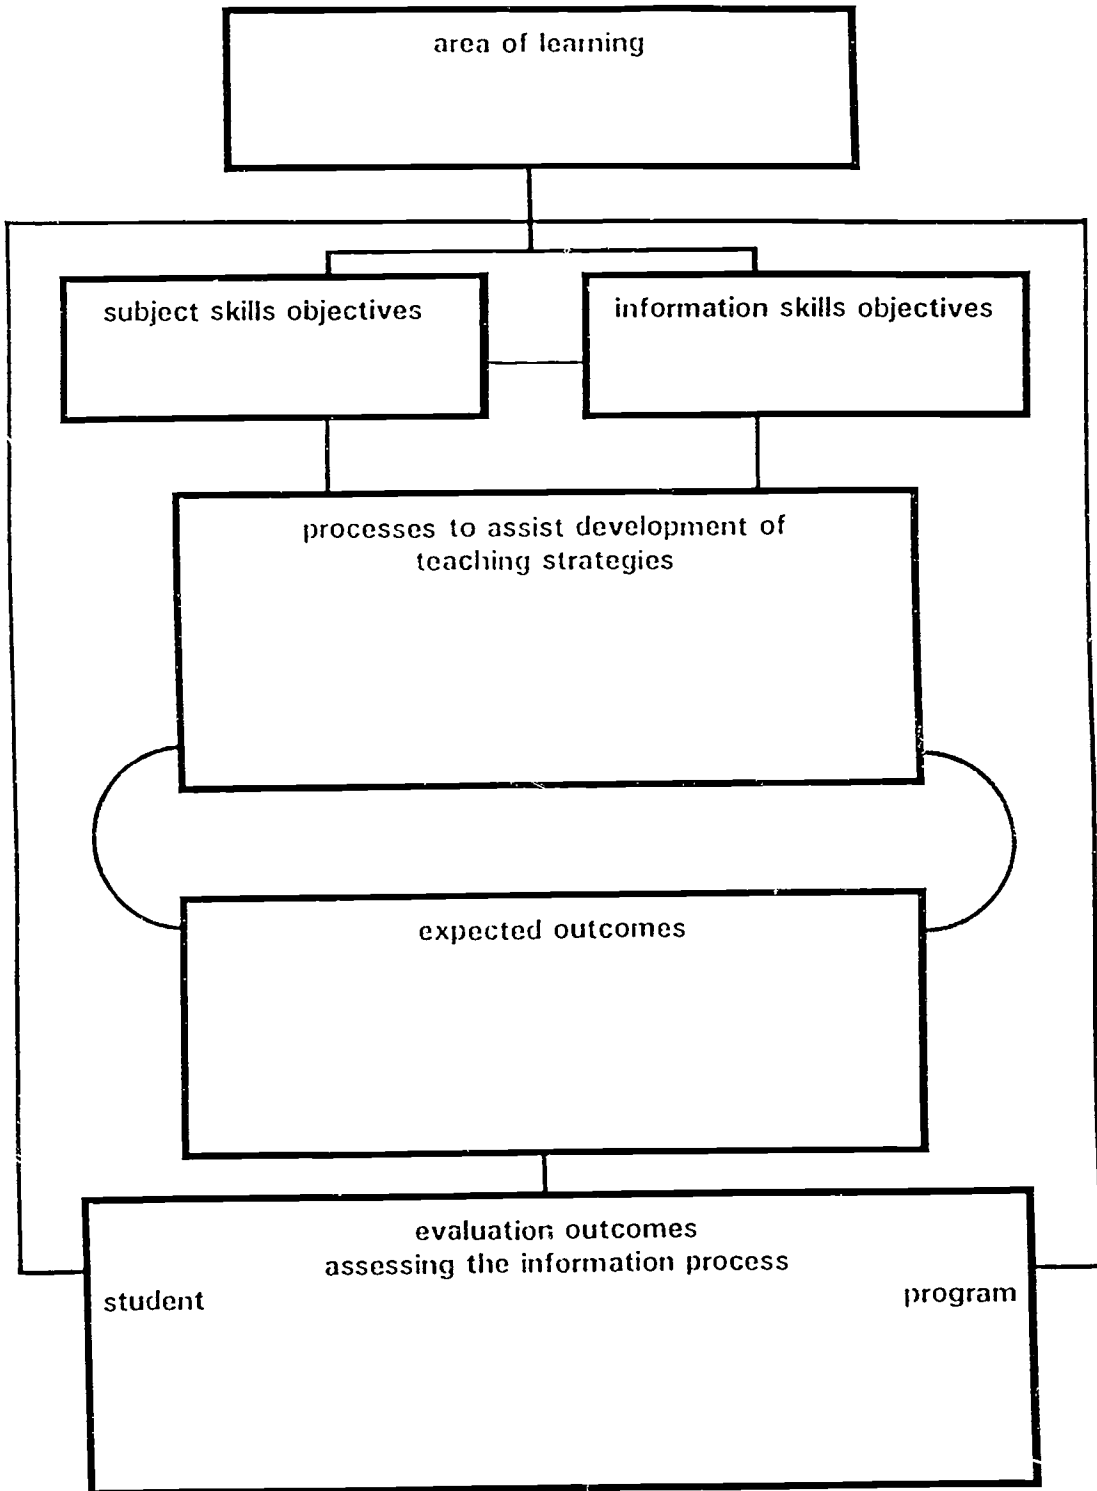 area of learning
subject skills objectives
information skills objectives
processes to assist development of
teaching strategies
expected outcomes
evaluation outcomes
assessing the information process
student
program